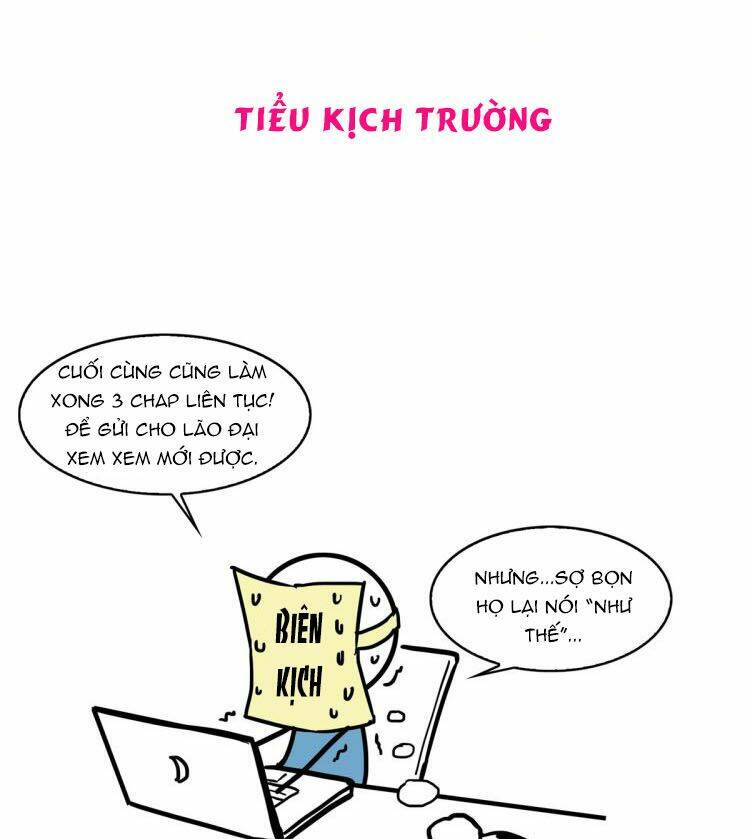 TIỂU KỊCH TRƯỜNG
CUỐI CÙNG CŨNG LÀM
XONG 3 CHAP LIÊN TỤC!
ĐỂ GỬI CHO LÃO ĐẠI
XEM XEM MỚI ĐƯỢC.
NHƯNG...SỢ BỌN
HỌ LẠI NÓI "NHƯ
THẾ"...
BIÊN
KỊCH